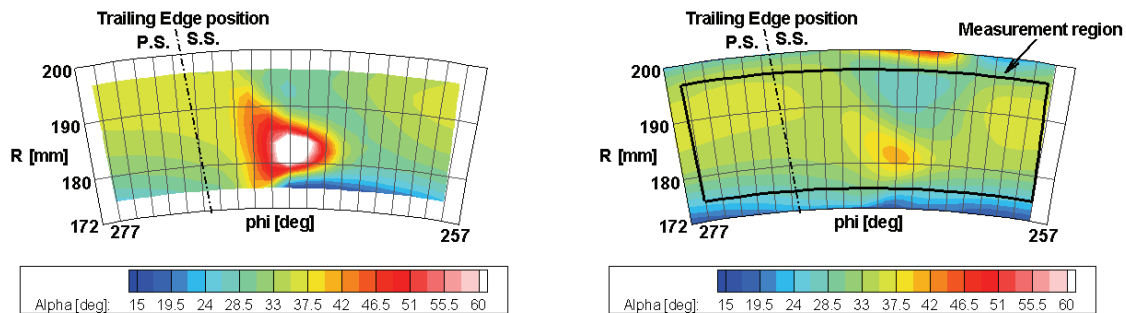 Trailing Edge position
P.S. S.S.
200
190
R [mm]
180
172
277
phi [deg]
257
Alpha [deg]: 15 19.5 24 28.5 33 37.5 42 46.5 51 55.5 60
Trailing Edge position
P.S. S.S.
Measurement region
200
190
R [mm]
180
172
277
phi [deg]
257
Alpha [deg]: 15 19.5 24 28.5 33 37.5 42 46.5 51 55.5 60